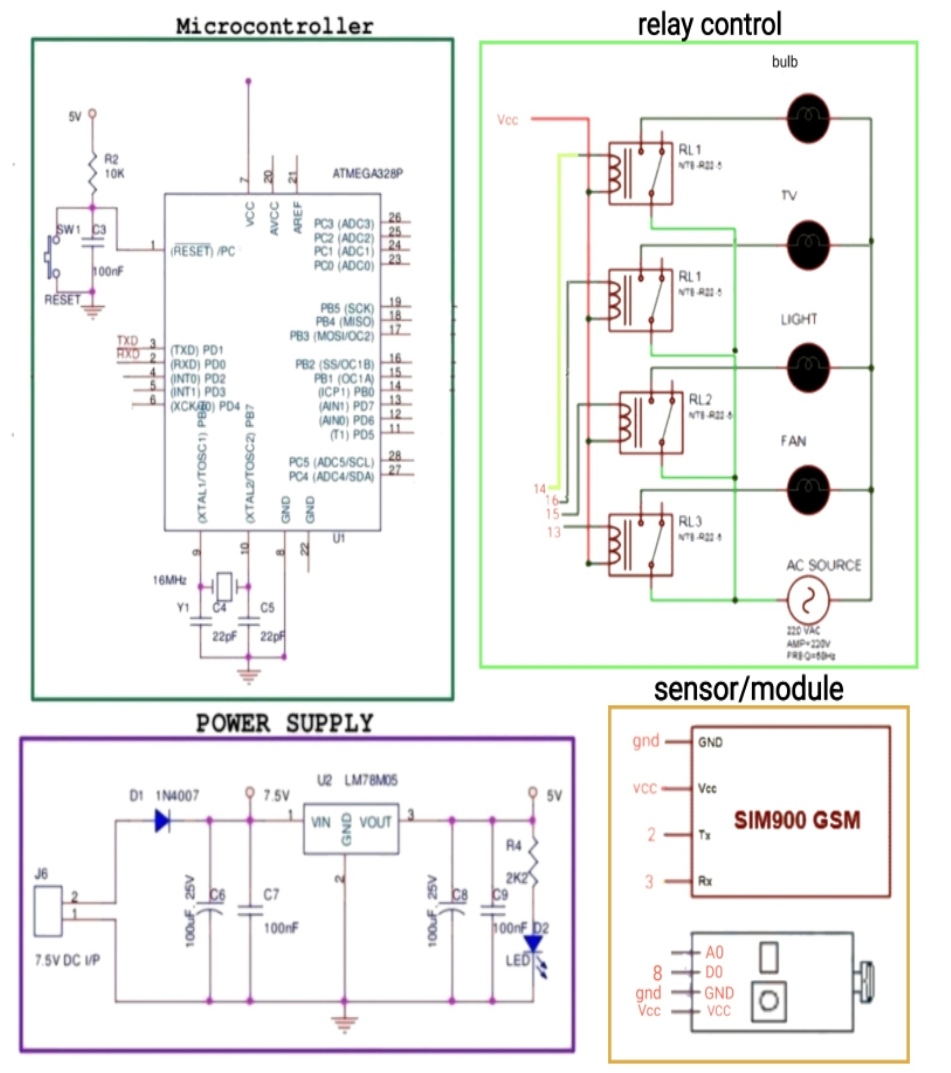 Microcontroller
5V
R2
10K
SW1
C3
100nF
RESET
ATMEGA328P
7
20
21
VCC
AVCC
AREF
1
(RESET) /PC
PC3 (ADC3)
26
PC2 (ADC2)
25
PC1 (ADC1)
24
PC0 (ADC0)
23
PB5 (SCK)
19
PB4 (MISO)
18
PB3 (MOSI/OC2)
17
TXD
3
(TXD) PD1
RXD
2
(RXD) PD0
4
(INT0) PD2
5
(INT1) PD3
6
(XCK/t0) PD4
PB2 (SS/OC1B)
16
PB1 (OC1A)
15
(ICP1) PB0
14
(AIN1) PD7
13
(AIN0) PD6
12
(T1) PD5
11
PC5 (ADC5/SCL)
28
PC4 (ADC4/SDA)
27
(XTAL1/TOSC1) PB6
(XTAL2/TOSC2) PB7
GND
GND
U1
9
10
8
22
16MHz
Y1
C4
22pF
C5
22pF
relay control
bulb
Vcc
RL1
NTE-R22-5
TV
RL1
NTE-R22-5
LIGHT
RL2
NTE-R22-5
FAN
14
16
15
13
RL3
NTE-R22-5
AC SOURCE
220 VAC
AMP=220V
FREQ=50Hz
POWER SUPPLY
D1 1N4007
7.5V
U2 LM78M05
1
VIN
GND
VOUT
3
2
5V
R4
2K2
J6
2
1
7.5V DC I/P
100uF, 25V
C6
C7
100nF
100uF, 25V
C8
C9
100nF
D2
LED
sensor/module
gnd
GND
vcc
Vcc
SIM900 GSM
2
Tx
3
Rx
A0
8
D0
gnd
GND
Vcc
VCC